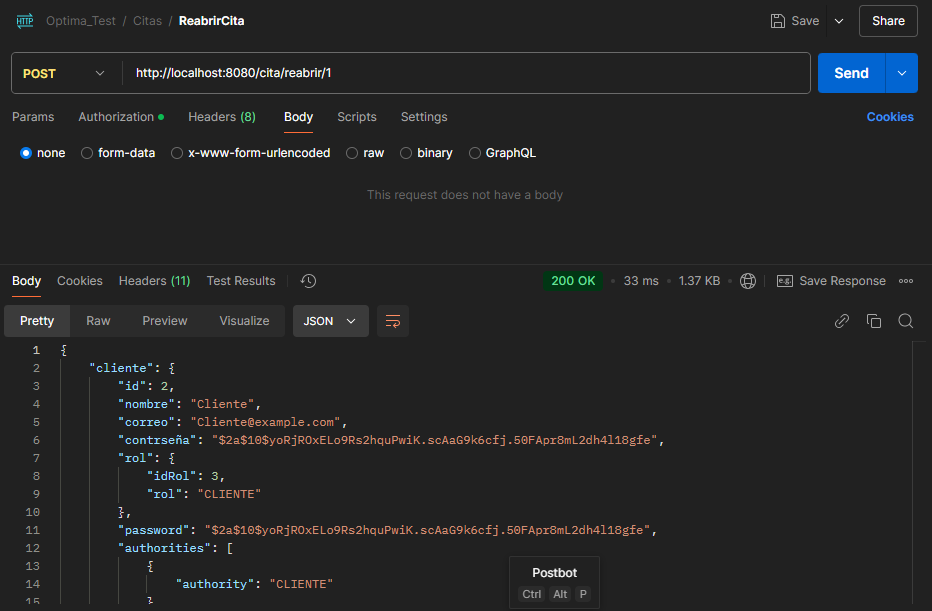 HTTP Optima_Test / Citas / ReabrirCita Save Share
POST http://localhost:8080/cita/reabrir/1 Send
Params Authorization Headers (8) Body Scripts Settings Cookies
none form-data x-www-form-urlencoded raw binary GraphQL
This request does not have a body
Body Cookies Headers (11) Test Results 200 OK 33 ms 1.37 KB e.g. Save Response
Pretty Raw Preview Visualize JSON
1 {
2 "cliente": {
3 "id": 2,
4 "nombre": "Cliente",
5 "correo": "Cliente@example.com",
6 "contrseña": "$2a$10$yoRjROxELo9Rs2hquPwiK.scAaG9k6cfj.50FApr8mL2dh4l18gfe",
7 "rol": {
8 "idRol": 3,
9 "rol": "CLIENTE"
10 },
11 "password": "$2a$10$yoRjROxELo9Rs2hquPwiK.scAaG9k6cfj.50FApr8mL2dh4l18gfe",
12 "authorities": [
13 {
14 "authority": "CLIENTE"
15 }
Postbot
Ctrl Alt P